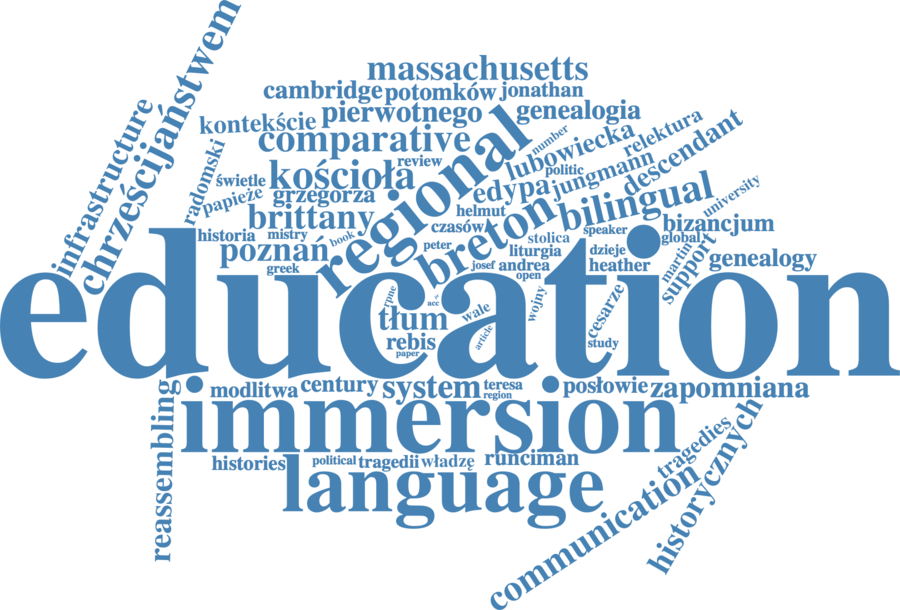 massachusetts
cambridge
potomków
jonathan
chrześcijaństwem
infrastructure
pierwotnego
genealogia
kontekście
comparative
number
lubowiecka
relektura
radomski
review
regional
politic
świetle
kościoła
jungmann
descendant
papieże
grzegorza
edypa
bilingual
university
brittany
helmut
breton
speaker
bizancjum
historia
mistry
book
czasów
stolica
global
poznań
peter
liturgia
dzieje
martin
support
genealogy
greek
josef
andrea
heather
open
education
rpne
acc
wale
wojny
cesarze
tłum
article
rebis
study
paper
modlitwa
century
system
teresa
region
posłowie
zapomniana
immersion
reassembling
histories
political
tragedii
władzę
runciman
tragedies
historycznych
language
communication